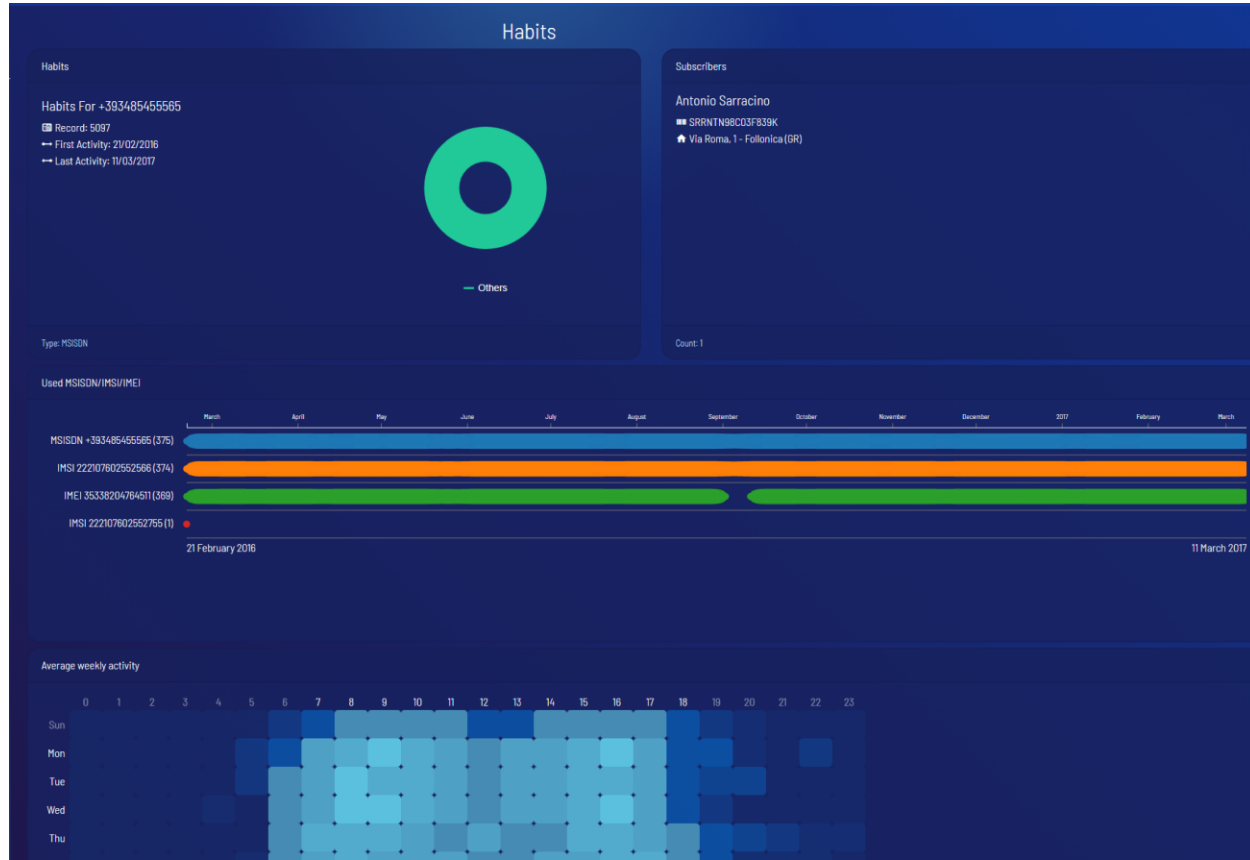 Habits
Habits
Habits For +393485455565
Record: 5097
First Activity: 21/02/2016
Last Activity: 11/03/2017
Others
Type: MSISDN
Subscribers
Antonio Sarracino
SRRNTN98C03F839K
Via Roma, 1 - Follonica (GR)
Count: 1
Used MSISDN/IMSI/IMEI
March April May June July August September October November December 2017 February March
MSISDN +393485455565 (375)
IMSI 222107602552566 (374)
IMEI 35338204764511 (369)
IMSI 222107602552755 (1)
21 February 2016 11 March 2017
Average weekly activity
0 1 2 3 4 5 6 7 8 9 10 11 12 13 14 15 16 17 18 19 20 21 22 23
Sun
Mon
Tue
Wed
Thu